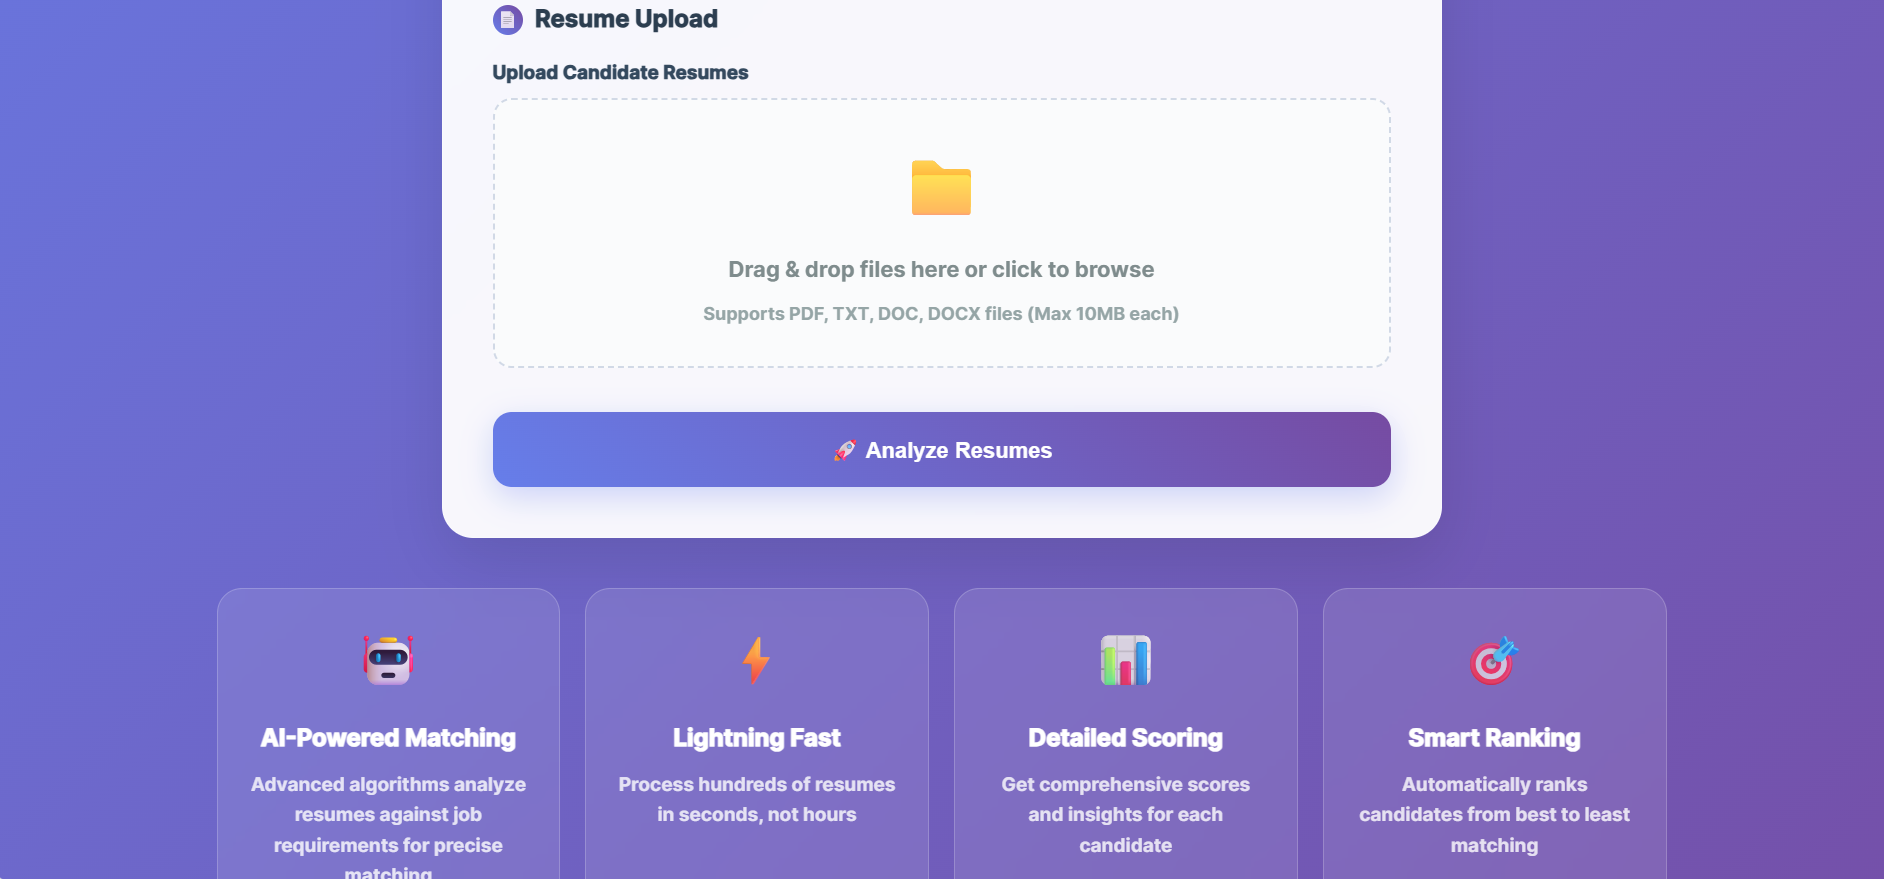 Resume Upload
Upload Candidate Resumes
Drag & drop files here or click to browse
Supports PDF, TXT, DOC, DOCX files (Max 10MB each)
Analyze Resumes
AI-Powered Matching
Advanced algorithms analyze
resumes against job
requirements for precise
matching
Lightning Fast
Process hundreds of resumes
in seconds, not hours
Detailed Scoring
Get comprehensive scores
and insights for each
candidate
Smart Ranking
Automatically ranks
candidates from best to least
matching